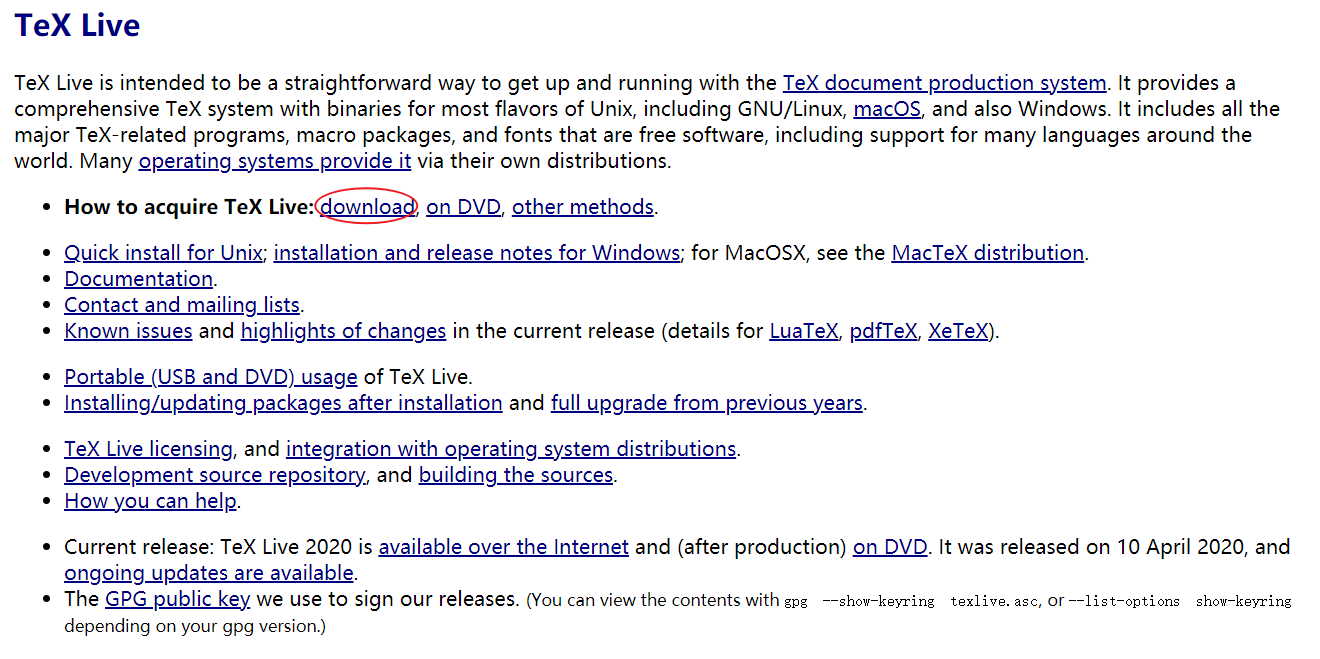 TeX Live
TeX Live is intended to be a straightforward way to get up and running with the TeX document production system. It provides a
comprehensive TeX system with binaries for most flavors of Unix, including GNU/Linux, macOS, and also Windows. It includes all the
major TeX-related programs, macro packages, and fonts that are free software, including support for many languages around the
world. Many operating systems provide it via their own distributions.
• How to acquire TeX Live: download, on DVD, other methods.
• Quick install for Unix; installation and release notes for Windows; for MacOSX, see the MacTeX distribution.
• Documentation.
• Contact and mailing lists.
• Known issues and highlights of changes in the current release (details for LuaTeX, pdfTeX, XeTeX).
• Portable (USB and DVD) usage of TeX Live.
• Installing/updating packages after installation and full upgrade from previous years.
• TeX Live licensing, and integration with operating system distributions.
• Development source repository, and building the sources.
• How you can help.
• Current release: TeX Live 2020 is available over the Internet and (after production) on DVD. It was released on 10 April 2020, and
ongoing updates are available.
• The GPG public key we use to sign our releases. (You can view the contents with gpg --show-keyring texlive.asc, or --list-options show-keyring
depending on your gpg version.)